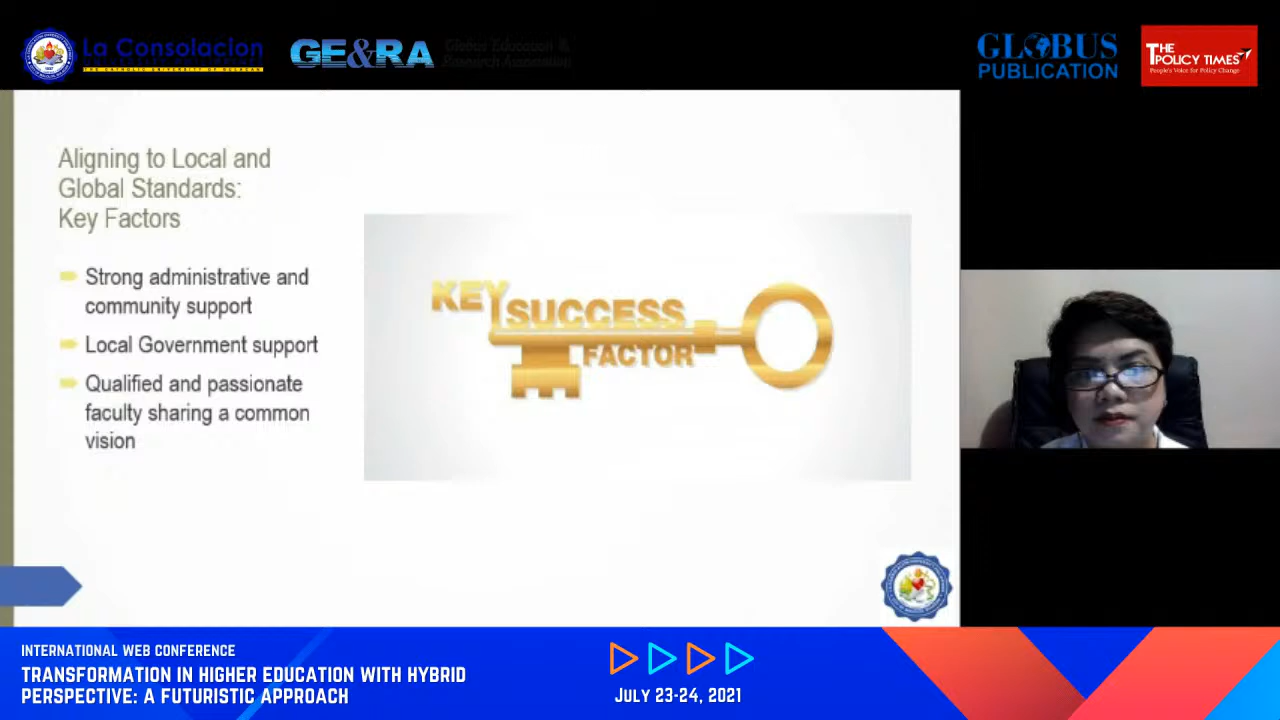 La Consolacion
GE&RA
Global Education &
Research Association
GLOBUS
PUBLICATION
THE
POLICY TIMES
People's Voice for Policy Change
Aligning to Local and
Global Standards:
Key Factors
Strong administrative and
community support
Local Government support
Qualified and passionate
faculty sharing a common
vision
KEY
SUCCESS
FACTOR
INTERNATIONAL WEB CONFERENCE
TRANSFORMATION IN HIGHER EDUCATION WITH HYBRID
PERSPECTIVE: A FUTURISTIC APPROACH
JULY 23-24, 2021